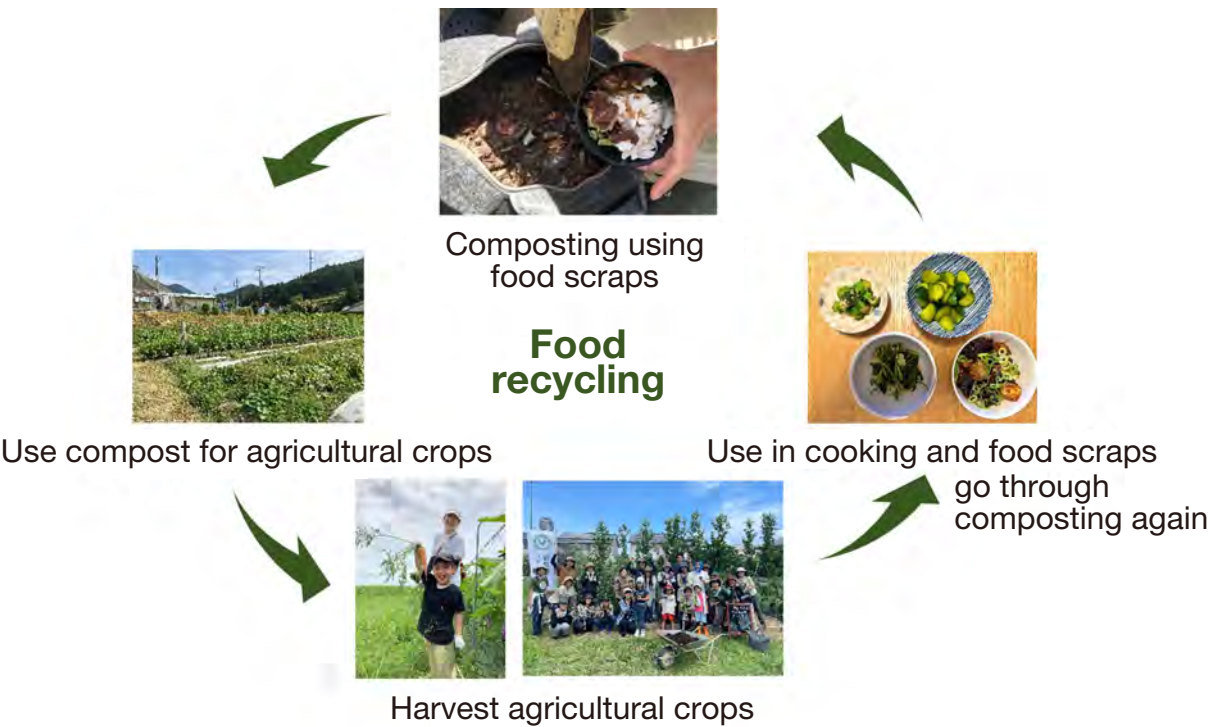 Composting using
food scraps
Food
recycling
Use compost for agricultural crops
Use in cooking and food scraps
go through
composting again
Harvest agricultural crops